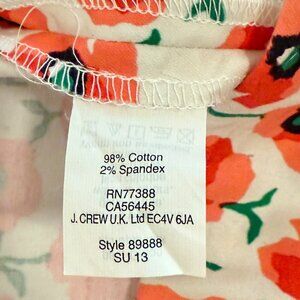 98% Cotton
2% Spandex
RN77388
CA56445
J. CREW U.K. Ltd EC4V 6JA
Style 89888
SU 13